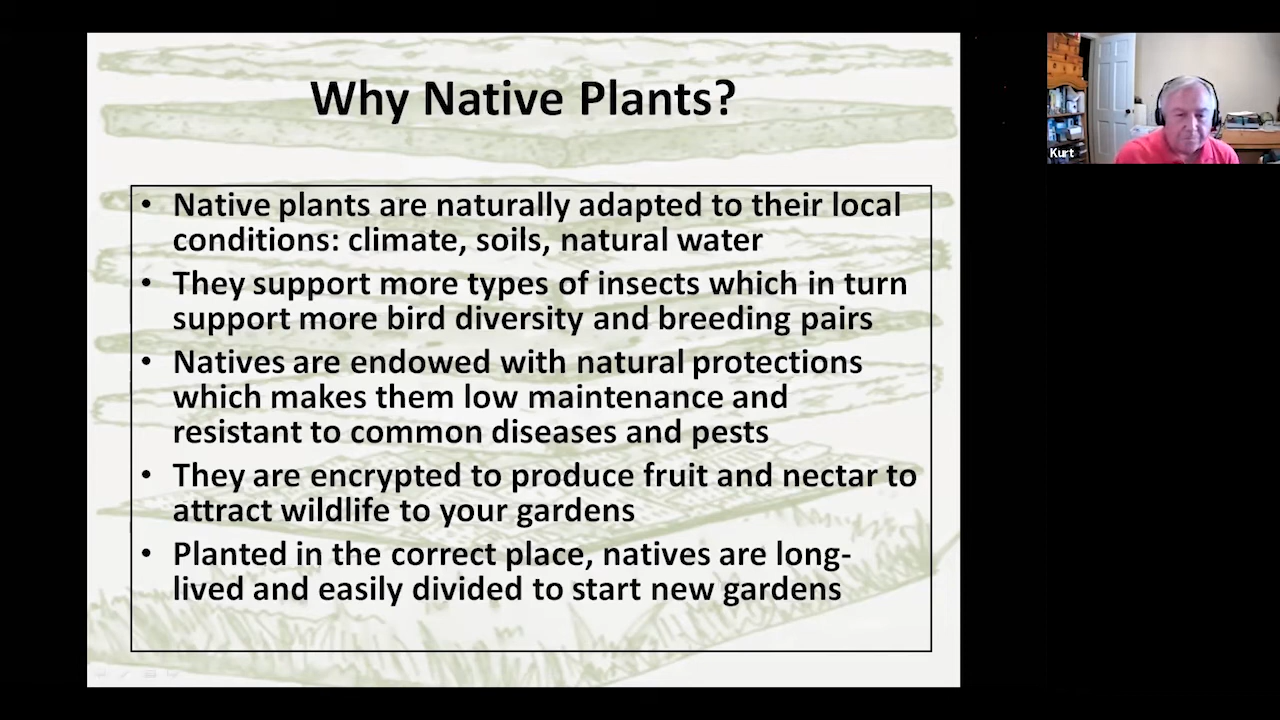 Why Native Plants?
• Native plants are naturally adapted to their local
conditions: climate, soils, natural water
• They support more types of insects which in turn
support more bird diversity and breeding pairs
• Natives are endowed with natural protections
which makes them low maintenance and
resistant to common diseases and pests
• They are encrypted to produce fruit and nectar to
attract wildlife to your gardens
• Planted in the correct place, natives are long-
lived and easily divided to start new gardens
Kurt